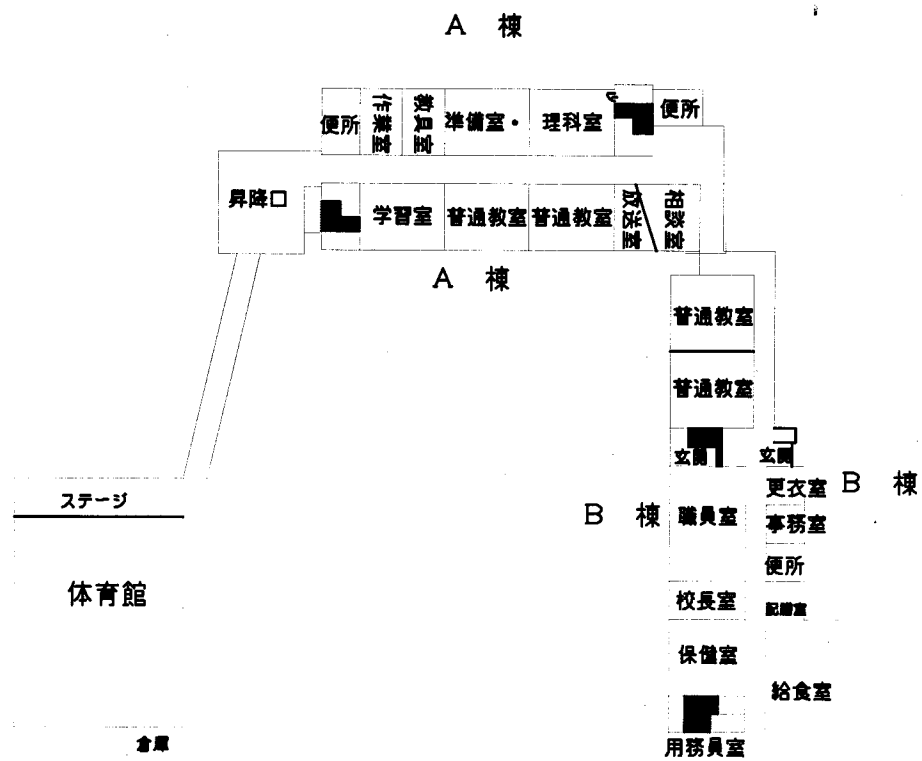 A 棟
便所
作業室
教員室
準備室・
理科室
便所
昇降口
学習室
普通教室
普通教室
放送室
相談室
A 棟
普通教室
普通教室
玄関
玄関
ステージ
B 棟
職員室
更衣室
B 棟
事務室
体育館
便所
校長室
保健室
給食室
倉庫
用務員室